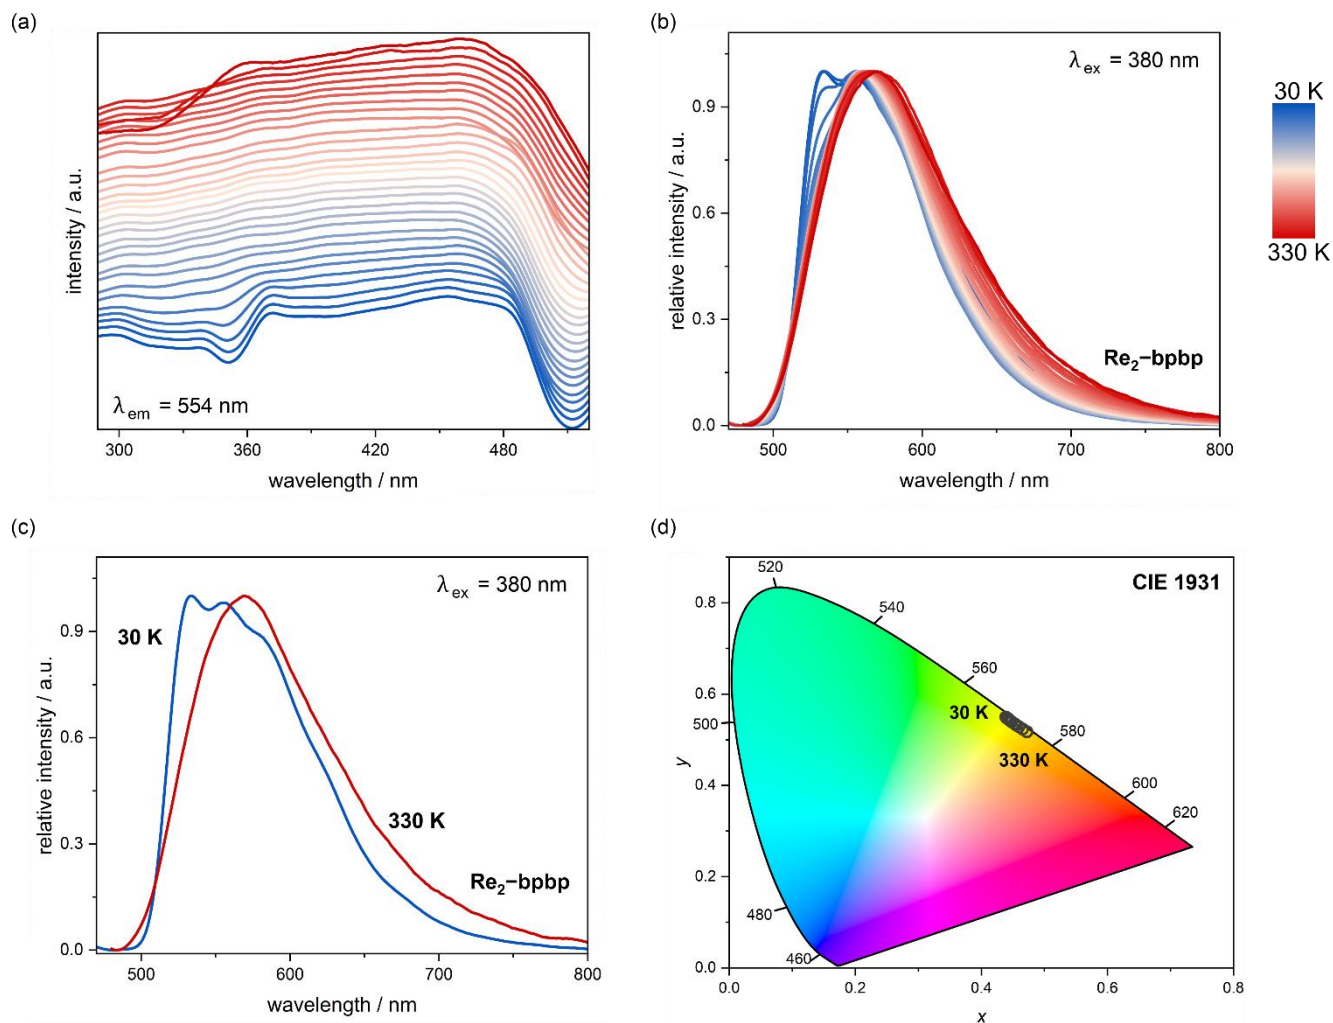 (a)
intensity / a.u.
λem = 554 nm
300 360 420 480
wavelength / nm
(b)
relative intensity / a.u.
0.9
0.6
0.3
0.0
λex = 380 nm
Re2−bpbp
500 600 700 800
wavelength / nm
30 K
330 K
(c)
relative intensity / a.u.
0.9
0.6
0.3
0.0
λex = 380 nm
30 K
330 K
Re2−bpbp
500 600 700 800
wavelength / nm
(d)
CIE 1931
y
0.8
0.6
0.4
0.2
0.0
520
540
560
500
30 K
580
330 K
600
620
480
460
0.0 0.2 0.4 0.6 0.8
x